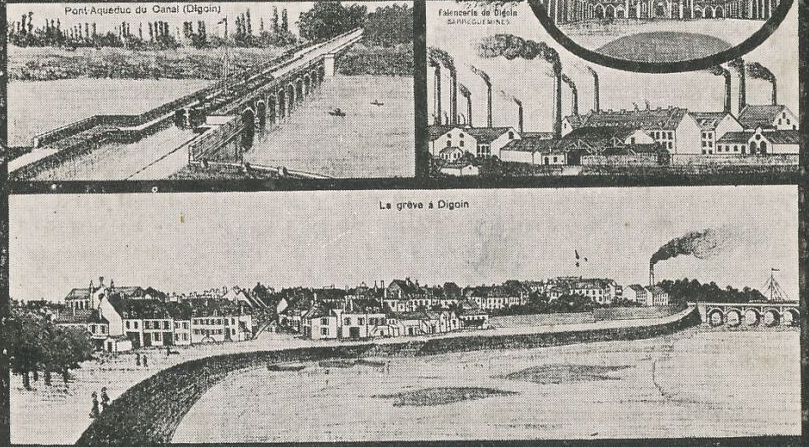 Pont-Aqueduc du Canal (Digoin)
Faïencerie de Digoin
SARREGUEMINES
La grève à Digoin